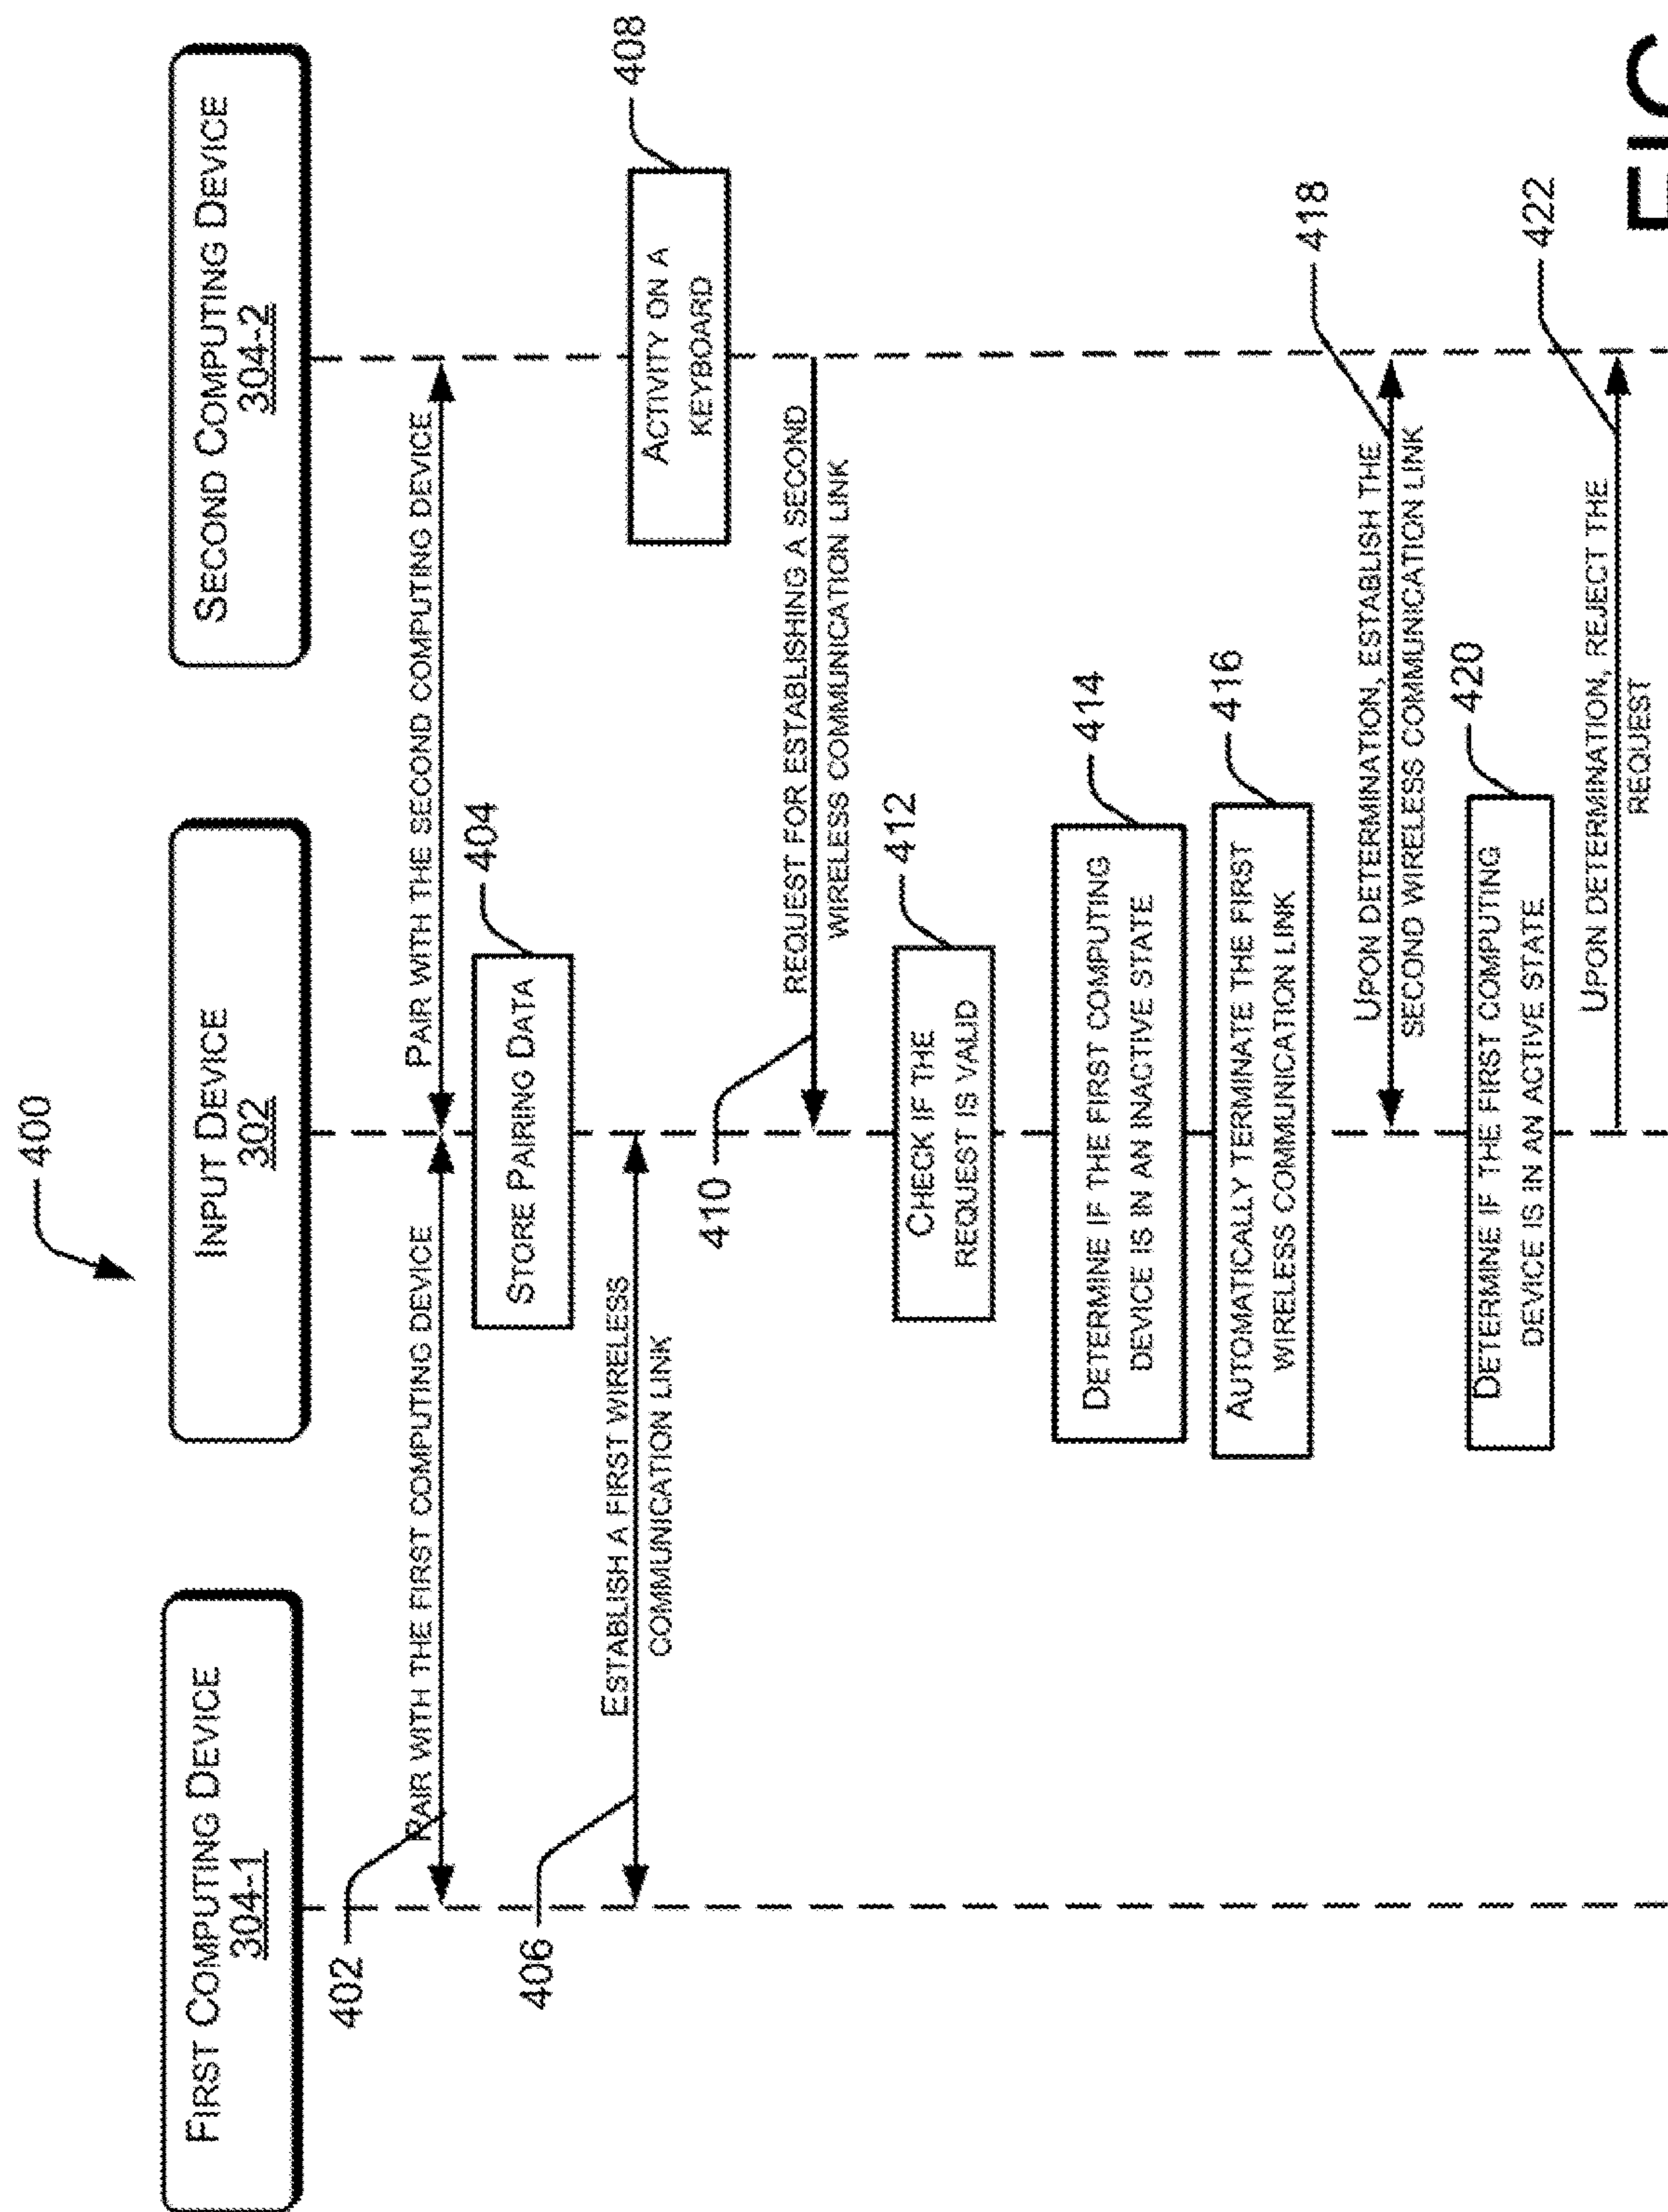 400
FIRST COMPUTING DEVICE
304-1
INPUT DEVICE
302
SECOND COMPUTING DEVICE
304-2
402
PAIR WITH THE FIRST COMPUTING DEVICE
PAIR WITH THE SECOND COMPUTING DEVICE
STORE PAIRING DATA
404
406
ESTABLISH A FIRST WIRELESS
COMMUNICATION LINK
ACTIVITY ON A
KEYBOARD
408
410
REQUEST FOR ESTABLISHING A SECOND
WIRELESS COMMUNICATION LINK
CHECK IF THE
REQUEST IS VALID
412
DETERMINE IF THE FIRST COMPUTING
DEVICE IS IN AN INACTIVE STATE
414
AUTOMATICALLY TERMINATE THE FIRST
WIRELESS COMMUNICATION LINK
416
UPON DETERMINATION, ESTABLISH THE
SECOND WIRELESS COMMUNICATION LINK
418
DETERMINE IF THE FIRST COMPUTING
DEVICE IS IN AN ACTIVE STATE
420
UPON DETERMINATION, REJECT THE
REQUEST
422